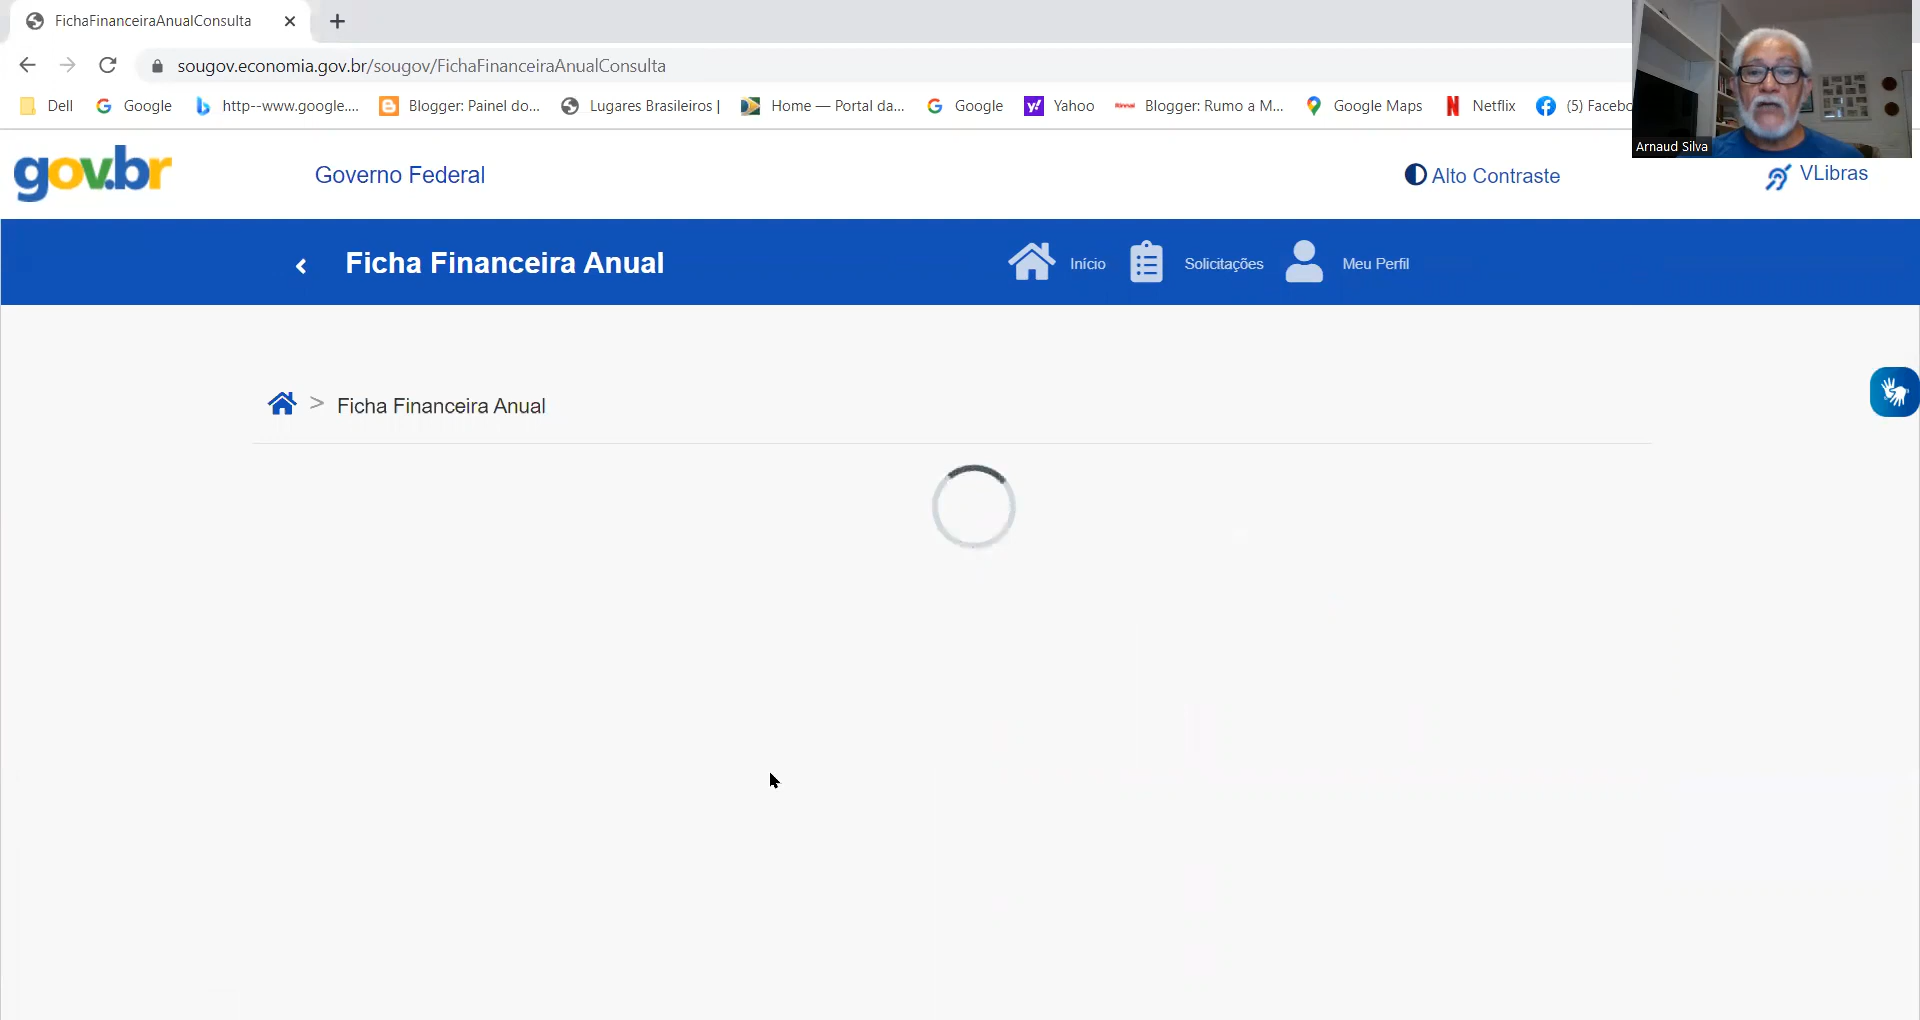 FichaFinanceiraAnualConsulta
sougov.economia.gov.br/sougov/FichaFinanceiraAnualConsulta
Dell Google http--www.google.... Blogger: Painel do... Lugares Brasileiros | Home — Portal da... Google Yahoo Blogger: Rumo a M... Google Maps Netflix (5) Facebo
Arnaud Silva
gov.br Governo Federal Alto Contraste VLibras
Ficha Financeira Anual Início Solicitações Meu Perfil
> Ficha Financeira Anual